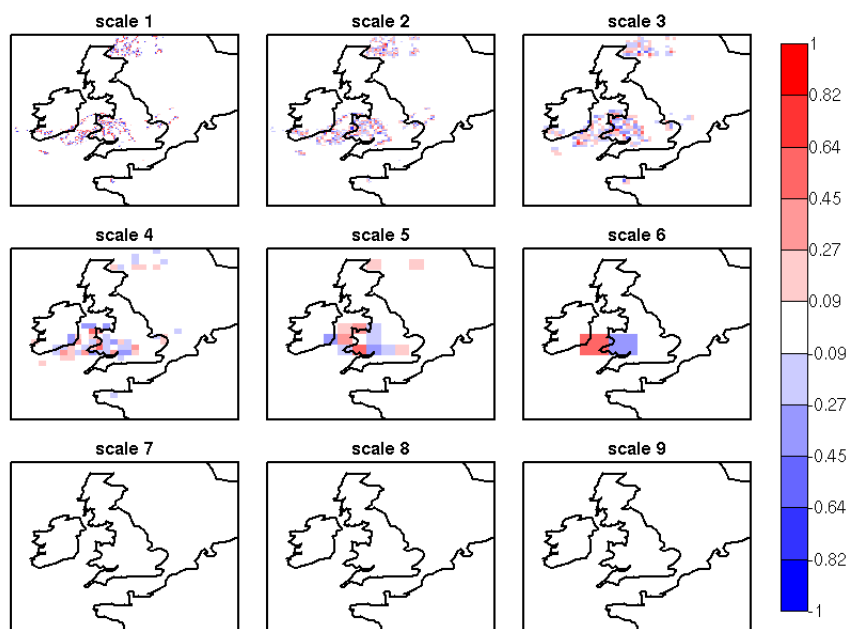 scale 1
scale 2
scale 3
scale 4
scale 5
scale 6
scale 7
scale 8
scale 9
1
0.82
0.64
0.45
0.27
0.09
-0.09
-0.27
-0.45
-0.64
-0.82
-1